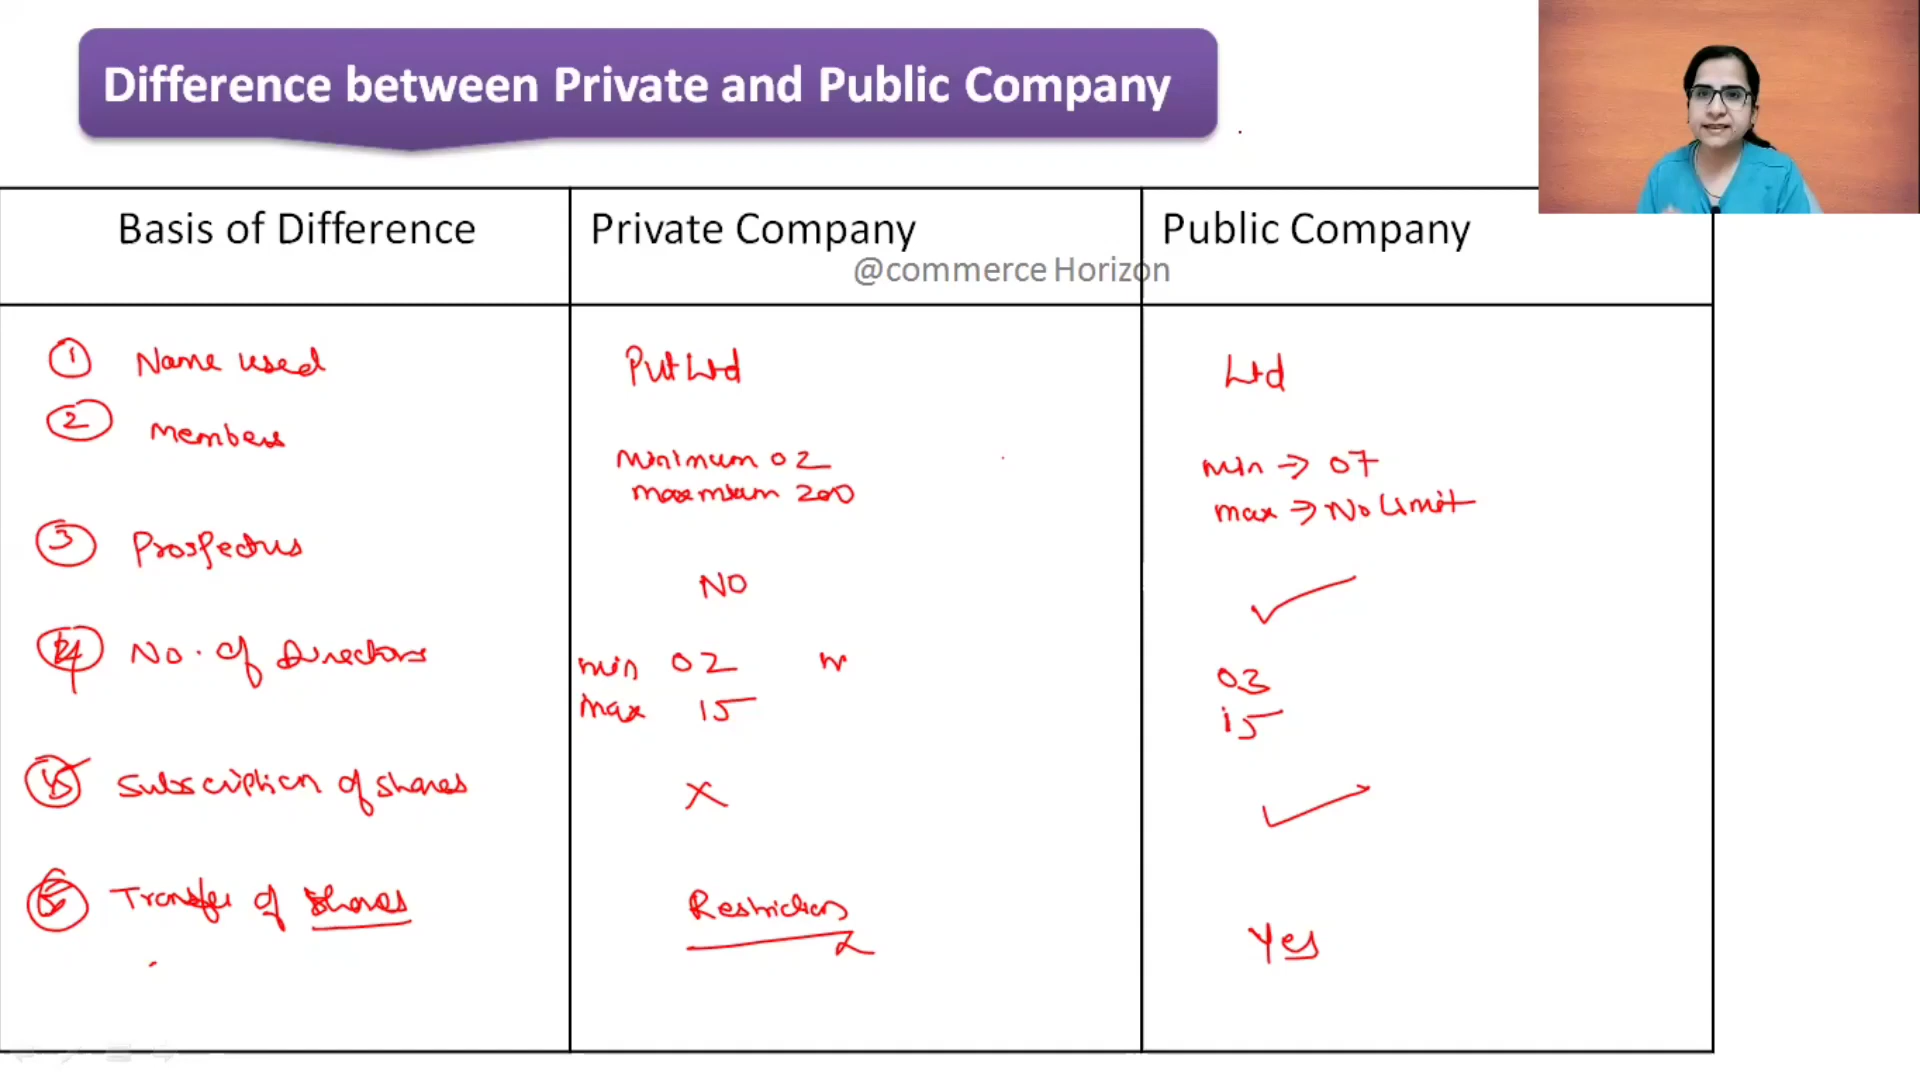 Difference between Private and Public Company
Basis of Difference
Private Company
Public Company
@commerce Horizon
1 Name used
Pvt Ltd
Ltd
2 Members
Minimum 02
maxmium 200
min → 07
max → No Limit
3 Prospectus
NO
4 No. of Directors
min 02
max 15
03
15
5 Subscription of shares
X
6 Transfer of shares
Restrictions
Yes